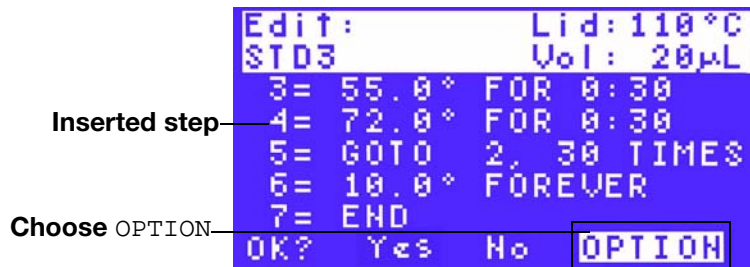 Edit: Lid:110°C
STD3 Vol: 20µL
3= 55.0° FOR 0:30
Inserted step 4= 72.0° FOR 0:30
5= GOTO 2, 30 TIMES
6= 10.0° FOREVER
7= END
Choose OPTION
OK? Yes No OPTION